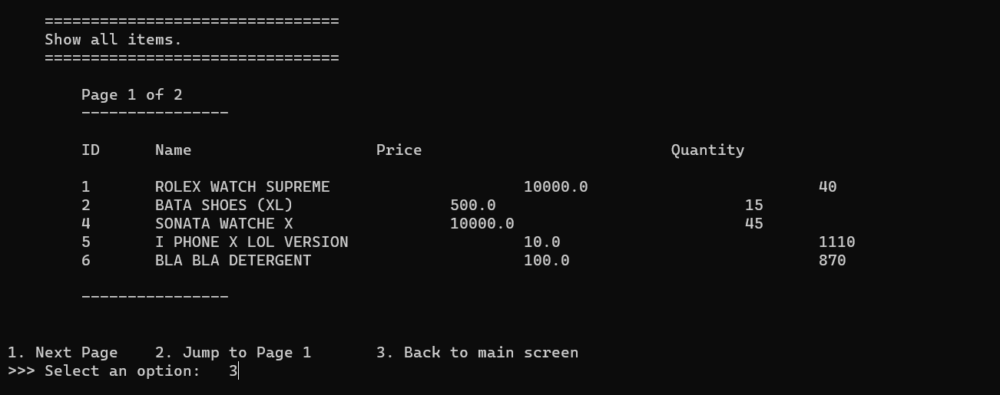 ================================
Show all items.
================================
Page 1 of 2
----------------
ID Name Price Quantity
1 ROLEX WATCH SUPREME 10000.0 40
2 BATA SHOES (XL) 500.0 15
4 SONATA WATCHE X 10000.0 45
5 I PHONE X LOL VERSION 10.0 1110
6 BLA BLA DETERGENT 100.0 870
----------------
1. Next Page 2. Jump to Page 1 3. Back to main screen
>>> Select an option: 3